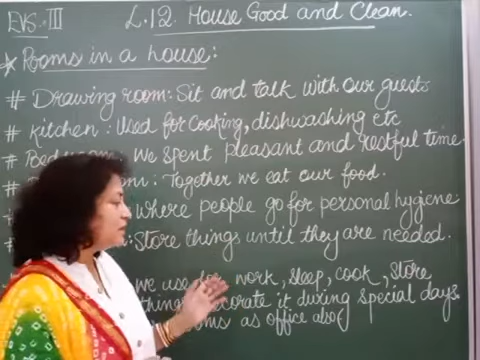 EVS. III L.12. House Good and Clean.
* Rooms in a house:
# Drawing room: Sit and talk with our guests
# Kitchen: Used for cooking, dishwashing etc
# We spent pleasant and restful time.
# Together we eat our food.
Where people go for personal hygiene
: Store things until they are needed.
we use for work, sleep, cook, store
things, decorate it during special days.
as office also